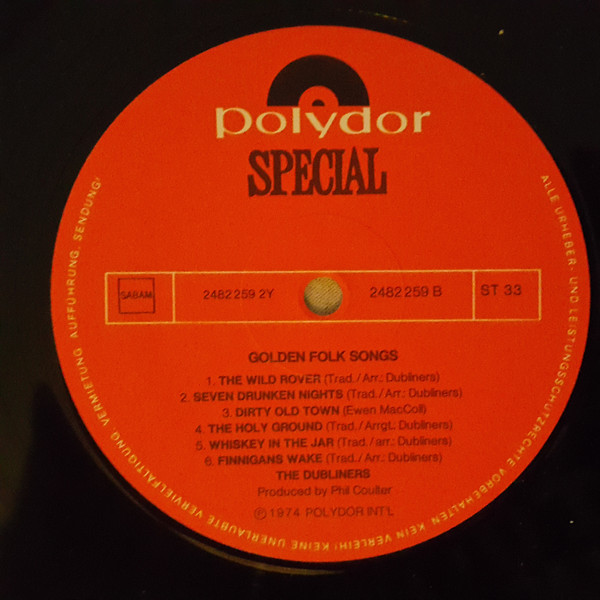 polydor
SPECIAL
SABAM
2482 259 2Y
2482 259 B
ST 33
GOLDEN FOLK SONGS
1. THE WILD ROVER (Trad./Arr.: Dubliners)
2. SEVEN DRUNKEN NIGHTS (Trad./Arr.: Dubliners)
3. DIRTY OLD TOWN (Ewen MacColl)
4. THE HOLY GROUND (Trad./Arrgt.: Dubliners)
5. WHISKEY IN THE JAR (Trad./arr.: Dubliners)
6. FINNIGANS WAKE (Trad./Arr.: Dubliners)
THE DUBLINERS
Produced by Phil Coulter
℗ 1974 POLYDOR INT'L
ALLE URHEBER- UND LEISTUNGSSCHUTZRECHTE VORBEHALTEN. KEIN VERLEIH! KEINE UNERLAUBTE VERVIELFÄLTIGUNG, VERMIETUNG, AUFFÜHRUNG, SENDUNG!